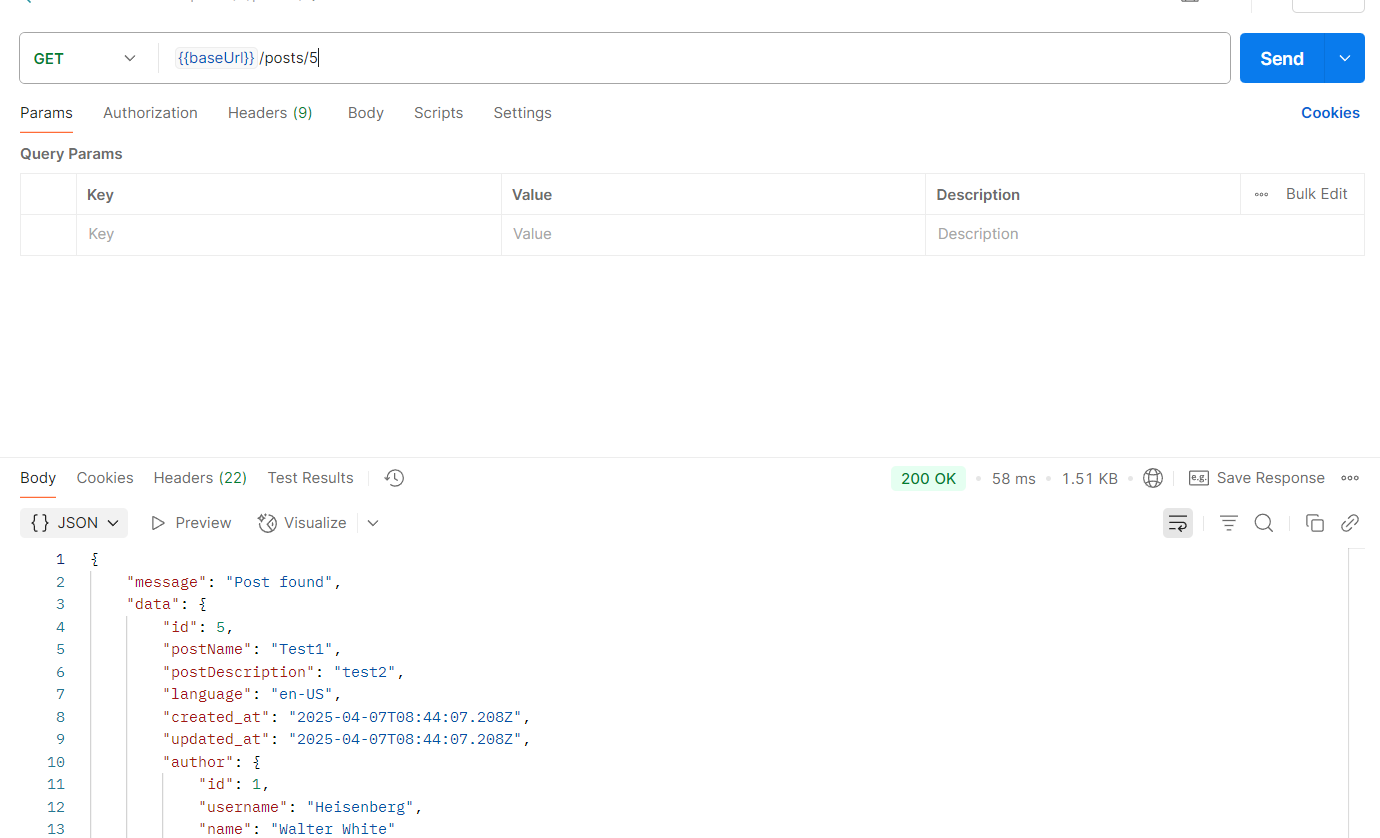 GET {{baseUrl}} /posts/5 Send
Params Authorization Headers (9) Body Scripts Settings Cookies
Query Params
Key Value Description Bulk Edit
Key Value Description
Body Cookies Headers (22) Test Results 200 OK 58 ms 1.51 KB e.g. Save Response
{} JSON Preview Visualize
1 {
2 "message": "Post found",
3 "data": {
4 "id": 5,
5 "postName": "Test1",
6 "postDescription": "test2",
7 "language": "en-US",
8 "created_at": "2025-04-07T08:44:07.208Z",
9 "updated_at": "2025-04-07T08:44:07.208Z",
10 "author": {
11 "id": 1,
12 "username": "Heisenberg",
13 "name": "Walter White"